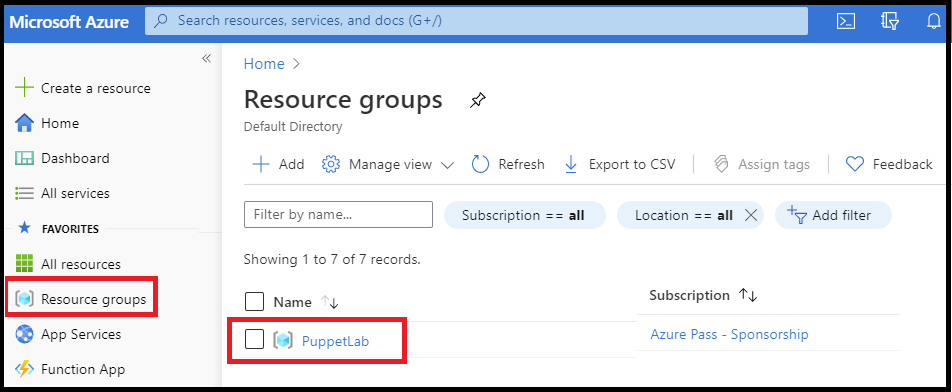 Microsoft Azure
Search resources, services, and docs (G+/)
«
Create a resource
Home
Dashboard
All services
FAVORITES
All resources
Resource groups
App Services
Function App
Home >
Resource groups
Default Directory
Add Manage view Refresh Export to CSV Assign tags Feedback
Filter by name... Subscription == all Location == all Add filter
Showing 1 to 7 of 7 records.
Name ↑↓ Subscription ↑↓
PuppetLab Azure Pass - Sponsorship